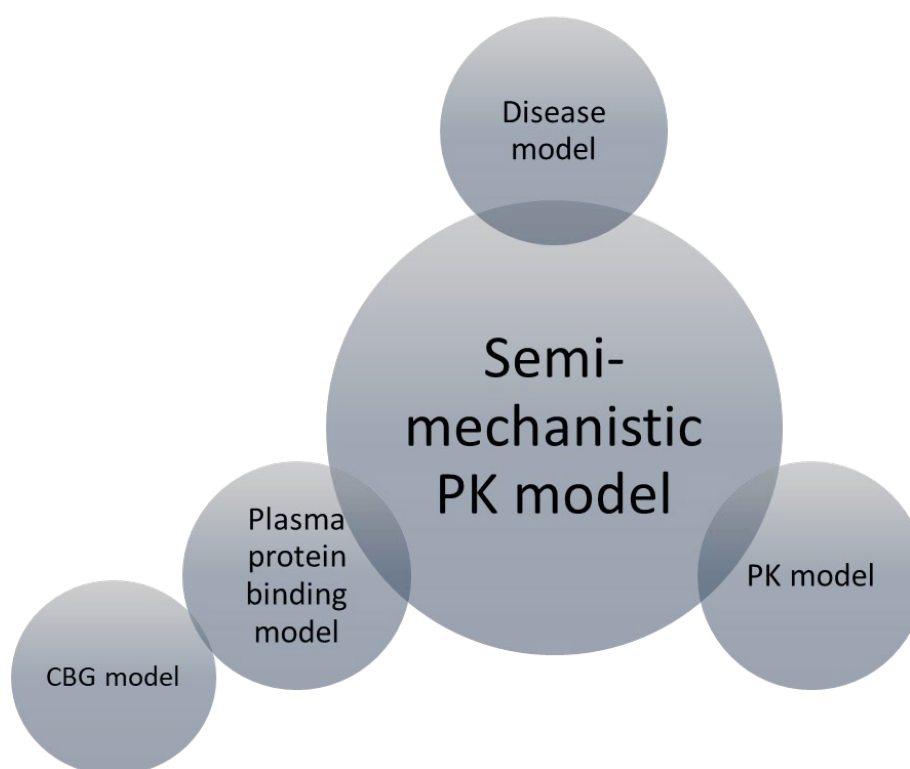 Disease
model
Semi-
mechanistic
PK model
Plasma
protein
binding
model
PK model
CBG model